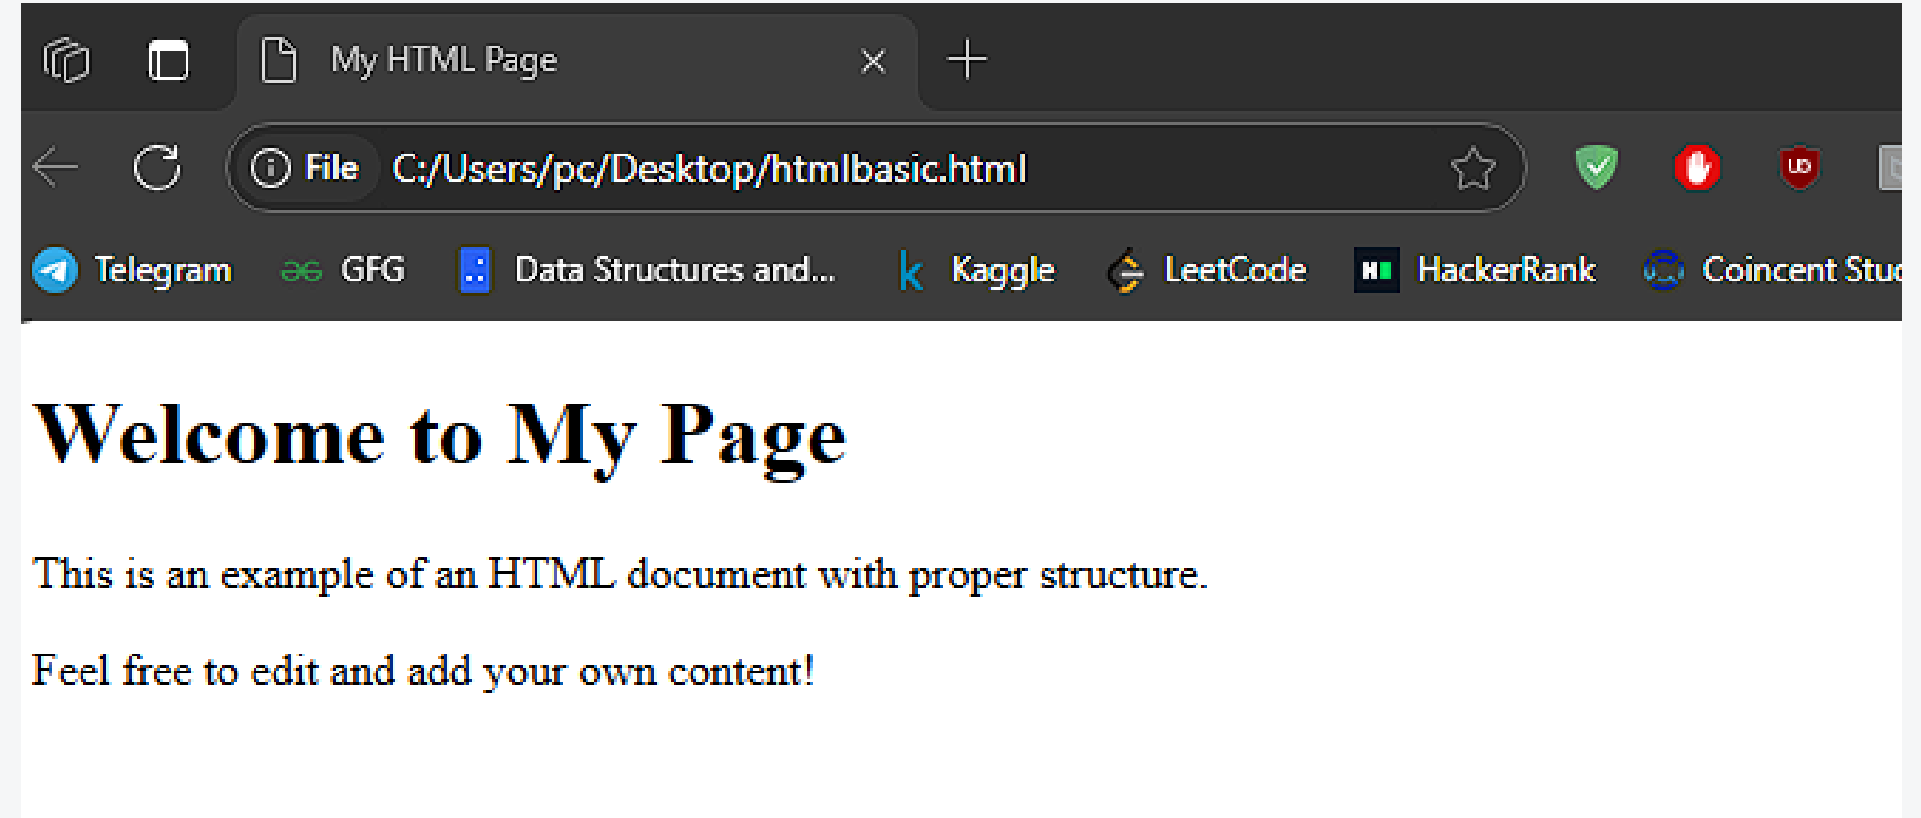 My HTML Page
File C:/Users/pc/Desktop/htmlbasic.html
Telegram GFG Data Structures and... Kaggle LeetCode HackerRank Coincent Stud
Welcome to My Page
This is an example of an HTML document with proper structure.
Feel free to edit and add your own content!